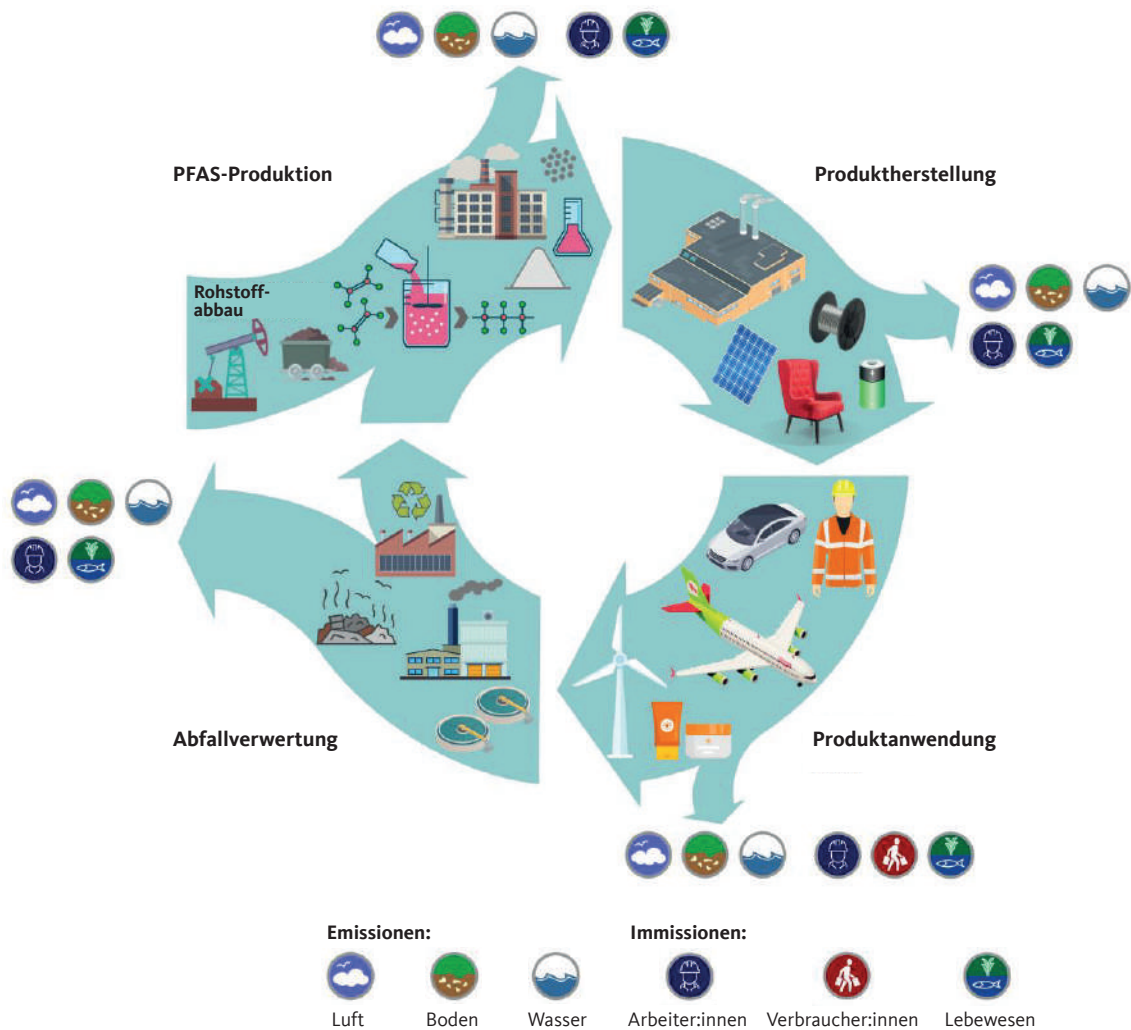 PFAS-Produktion
Produktherstellung
Rohstoff-
abbau
Abfallverwertung
Produktanwendung
Emissionen:
Immissionen:
Luft
Boden
Wasser
Arbeiter:innen
Verbraucher:innen
Lebewesen